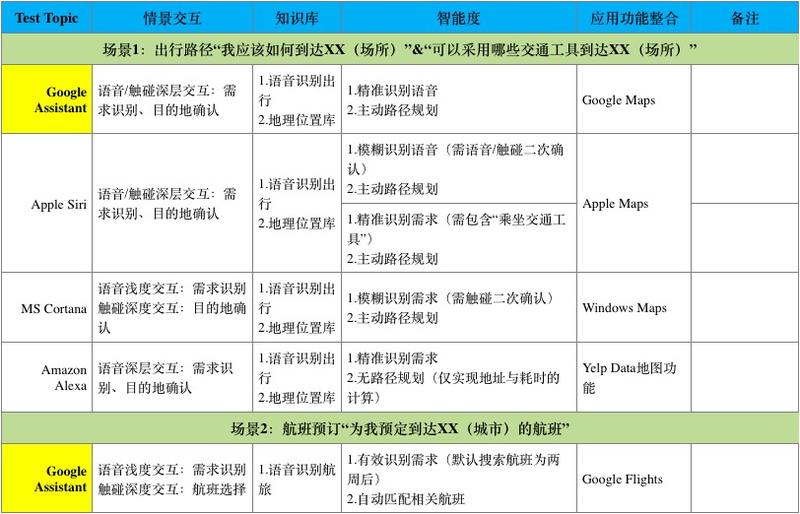 Test Topic 情景交互 知识库 智能度 应用功能整合 备注
场景1：出行路径“我应该如何到达XX（场所）”&“可以采用哪些交通工具到达XX（场所）”
Google
Assistant
语音/触碰深层交互：需
求识别、目的地确认
1.语音识别出
行
2.地理位置库
1.精准识别语音
2.主动路径规划
Google Maps
Apple Siri
语音/触碰深层交互：需
求识别、目的地确认
1.语音识别出
行
2.地理位置库
1.模糊识别语音（需语音/触碰二次确
认）
2.主动路径规划
1.精准识别需求（需包含“乘坐交通工
具”）
2.主动路径规划
Apple Maps
MS Cortana
语音浅度交互：需求识别
触碰深度交互：目的地确
认
1.语音识别出
行
2.地理位置库
1.模糊识别需求（需触碰二次确认）
2.主动路径规划
Windows Maps
Amazon
Alexa
语音深层交互：需求识
别、目的地确认
1.语音识别出
行
2.地理位置库
1.精准识别需求
2.无路径规划（仅实现地址与耗时的
计算）
Yelp Data地图功
能
场景2：航班预订“为我预定到达XX（城市）的航班”
Google
Assistant
语音浅度交互：需求识别
触碰深度交互：航班选择
1.语音识别航
旅
1.有效识别需求（默认搜索航班为两
周后）
2.自动匹配相关航班
Google Flights